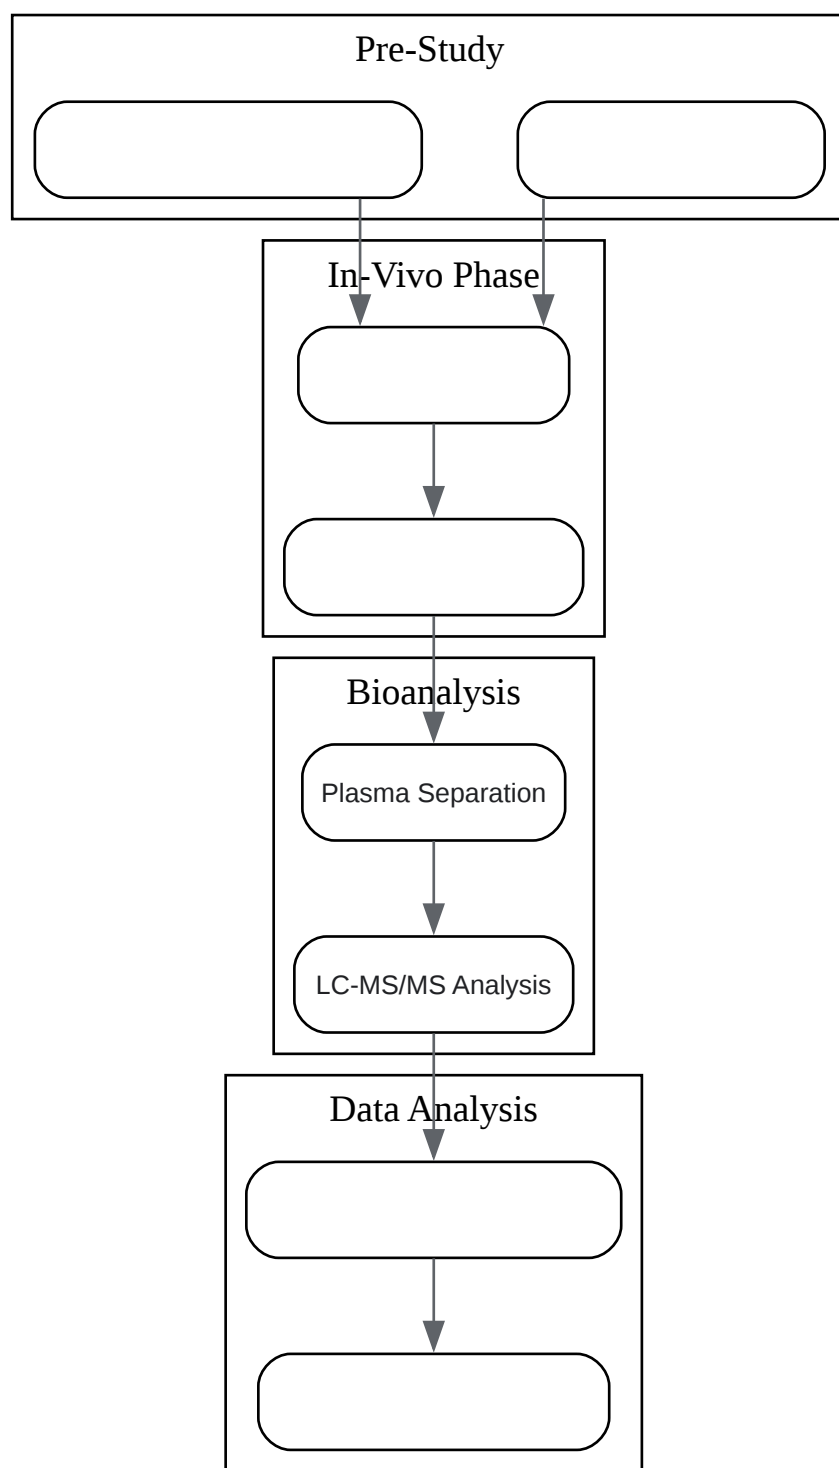 Pre-Study
In-Vivo Phase
Bioanalysis
Plasma Separation
LC-MS/MS Analysis
Data Analysis